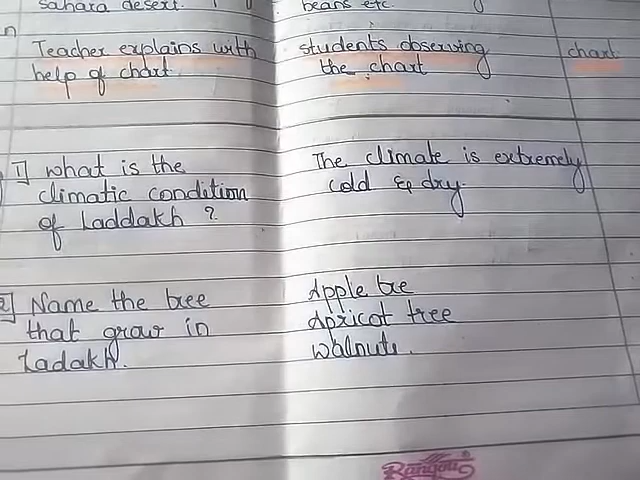 sahara desert.
beans etc
n
Teacher explains with
help of chart
students observing
the chart
chart
1] what is the
climatic condition
of Laddakh ?
The climate is extremely
Cold & dry.
2] Name the tree
that grow in
Ladakh.
Apple tre
Apricot tree
Walnuts.
Rangoli